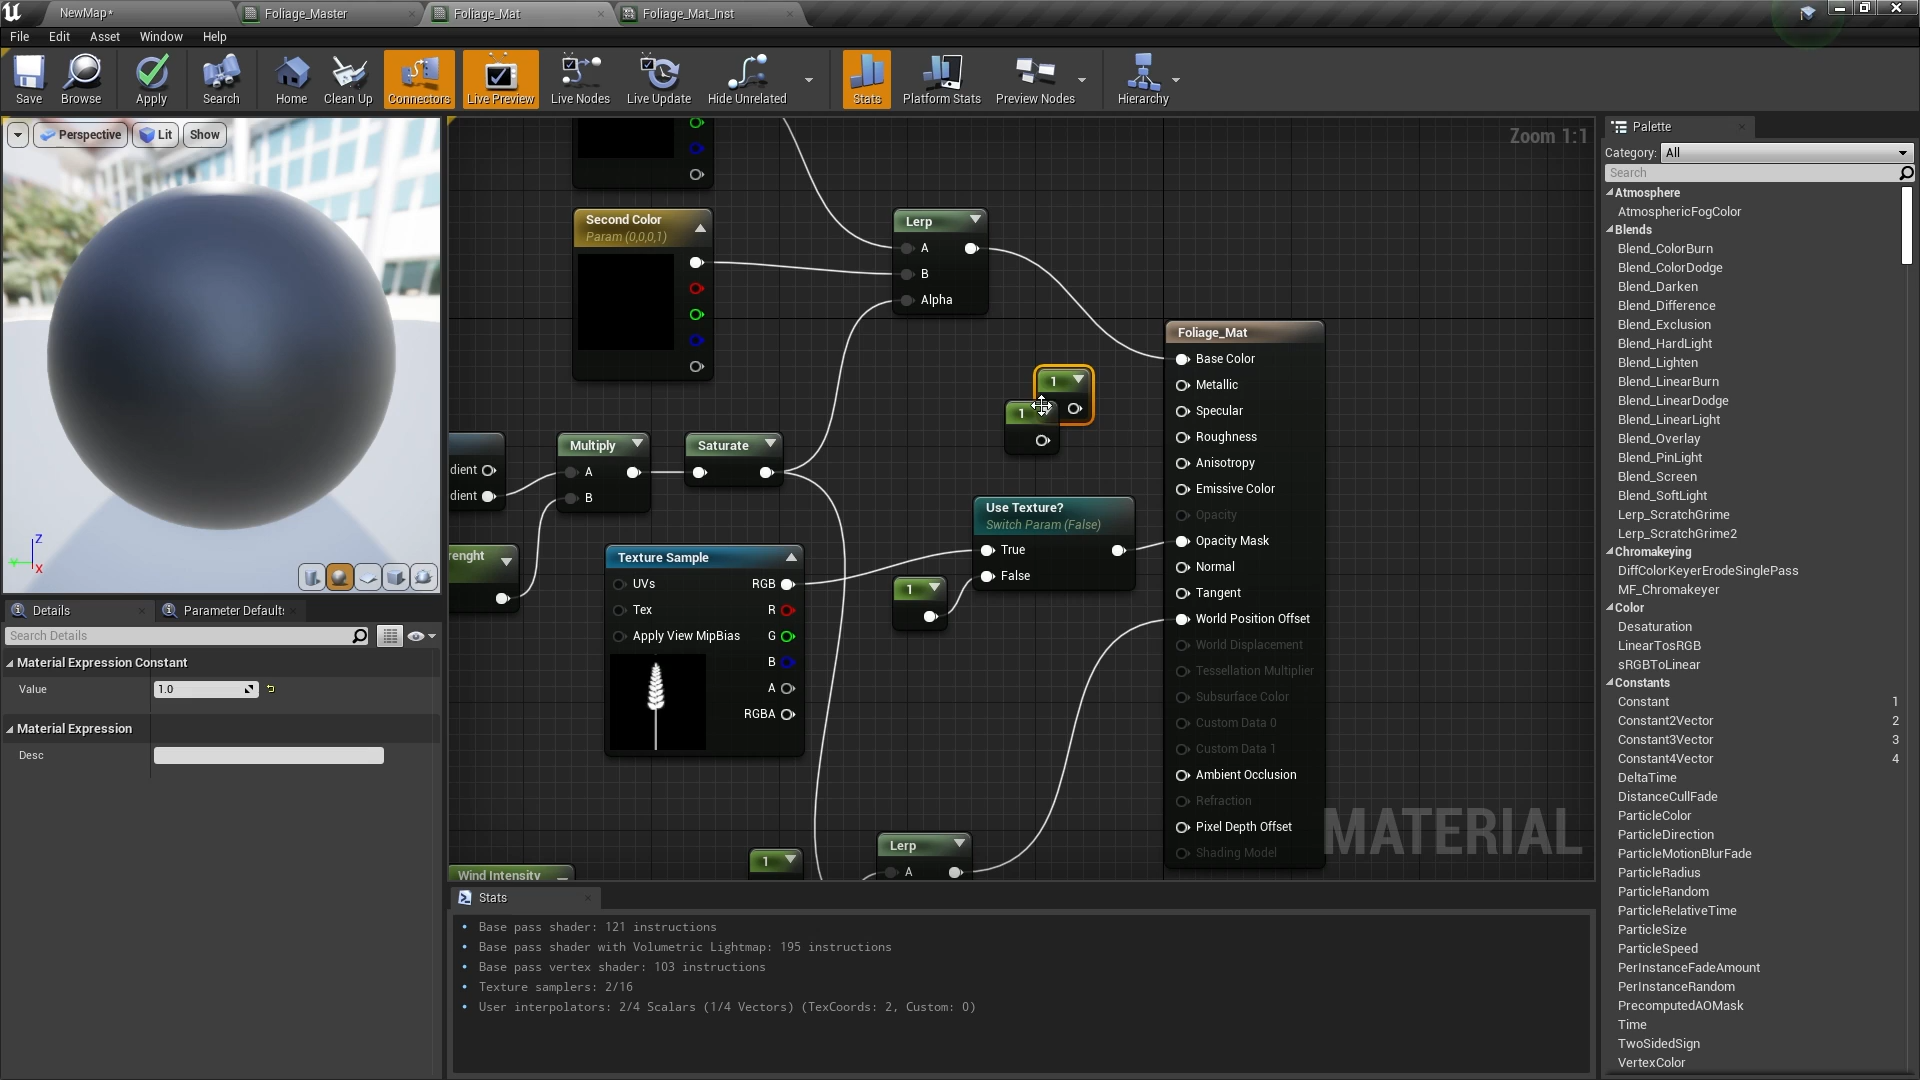 NewMap*
Foliage_Master
Foliage_Mat
Foliage_Mat_Inst
File Edit Asset Window Help
Save Browse Apply Search Home Clean Up Connectors Live Preview Live Nodes Live Update Hide Unrelated Stats Platform Stats Preview Nodes Hierarchy
Perspective Lit Show
Z
Y
X
Details
Parameter Defaults
Search Details
Material Expression Constant
Value 1.0
Material Expression
Desc
Zoom 1:1
Second Color
Param (0,0,0,1)
Lerp
A
B
Alpha
dient
dient
renght
Multiply
A
B
Saturate
1
1
Use Texture?
Switch Param (False)
True
False
1
Texture Sample
UVs RGB
Tex R
Apply View MipBias G
B
A
RGBA
Wind Intensity
1
Lerp
A
Foliage_Mat
Base Color
Metallic
Specular
Roughness
Anisotropy
Emissive Color
Opacity
Opacity Mask
Normal
Tangent
World Position Offset
World Displacement
Tessellation Multiplier
Subsurface Color
Custom Data 0
Custom Data 1
Ambient Occlusion
Refraction
Pixel Depth Offset
Shading Model
MATERIAL
Stats
Base pass shader: 121 instructions
Base pass shader with Volumetric Lightmap: 195 instructions
Base pass vertex shader: 103 instructions
Texture samplers: 2/16
User interpolators: 2/4 Scalars (1/4 Vectors) (TexCoords: 2, Custom: 0)
Palette
Category: All
Search
Atmosphere
AtmosphericFogColor
Blends
Blend_ColorBurn
Blend_ColorDodge
Blend_Darken
Blend_Difference
Blend_Exclusion
Blend_HardLight
Blend_Lighten
Blend_LinearBurn
Blend_LinearDodge
Blend_LinearLight
Blend_Overlay
Blend_PinLight
Blend_Screen
Blend_SoftLight
Lerp_ScratchGrime
Lerp_ScratchGrime2
Chromakeying
DiffColorKeyerErodeSinglePass
MF_Chromakeyer
Color
Desaturation
LinearTosRGB
sRGBToLinear
Constants
Constant 1
Constant2Vector 2
Constant3Vector 3
Constant4Vector 4
DeltaTime
DistanceCullFade
ParticleColor
ParticleDirection
ParticleMotionBlurFade
ParticleRadius
ParticleRandom
ParticleRelativeTime
ParticleSize
ParticleSpeed
PerInstanceFadeAmount
PerInstanceRandom
PrecomputedAOMask
Time
TwoSidedSign
VertexColor